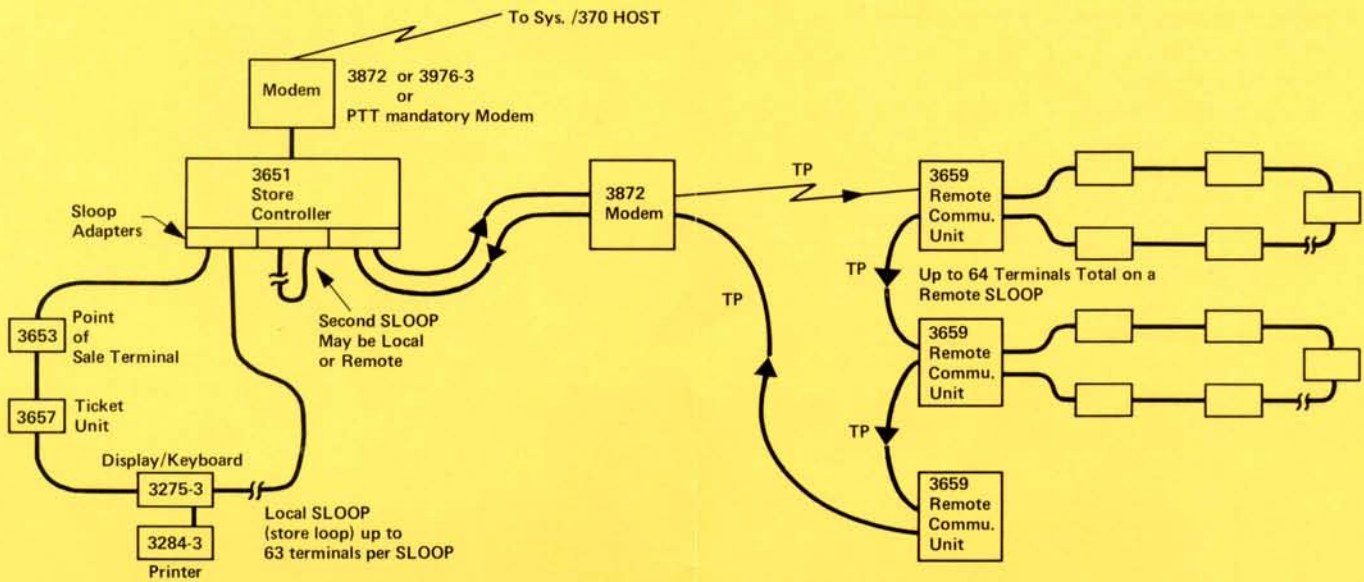 To Sys. /370 HOST
Modem
3872 or 3976-3
or
PTT mandatory Modem
3651
Store
Controller
Sloop
Adapters
3872
Modem
TP
3659
Remote
Commu.
Unit
TP
Up to 64 Terminals Total on a
Remote SLOOP
TP
Second SLOOP
May be Local
or Remote
3653
Point
of
Sale Terminal
3659
Remote
Commu.
Unit
3657
Ticket
Unit
TP
Display/Keyboard
3275-3
Local SLOOP
(store loop) up to
63 terminals per SLOOP
3284-3
Printer
3659
Remote
Commu.
Unit